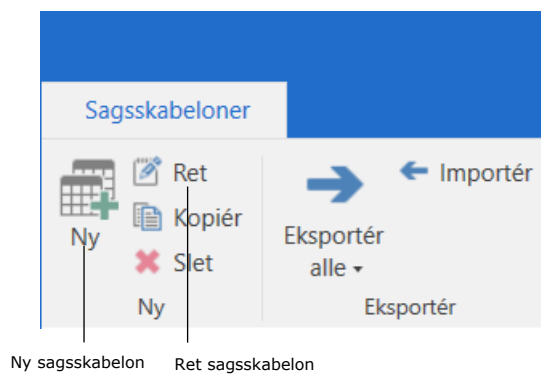 Sagsskabeloner
Ret
Importér
Kopiér
Ny
Eksportér
alle
Slet
Ny
Eksportér
Ny sagsskabelon
Ret sagsskabelon